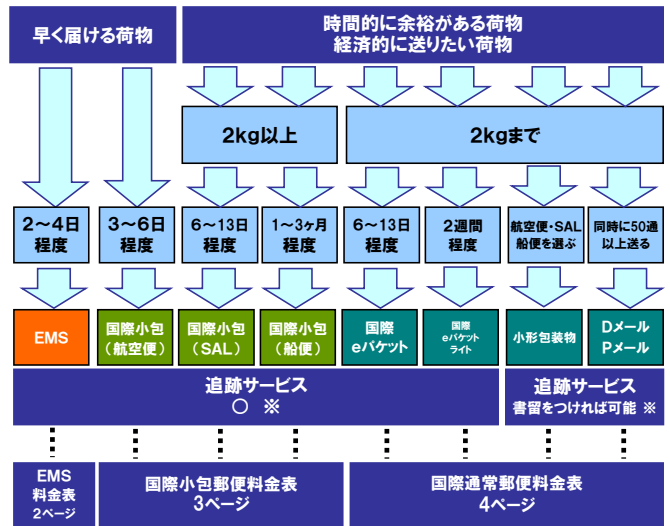 早く届ける荷物
時間的に余裕がある荷物
経済的に送りたい荷物
2kg以上
2kgまで
2～4日
程度
3～6日
程度
6～13日
程度
1～3ヶ月
程度
6～13日
程度
2週間
程度
航空便・SAL
船便を選ぶ
同時に50通
以上送る
EMS
国際小包
（航空便）
国際小包
（SAL）
国際小包
（船便）
国際
eパケット
国際
eパケット
ライト
小形包装物
Dメール
Pメール
追跡サービス
○ ※
追跡サービス
書留をつければ可能 ※
EMS
料金表
2ページ
国際小包郵便料金表
3ページ
国際通常郵便料金表
4ページ